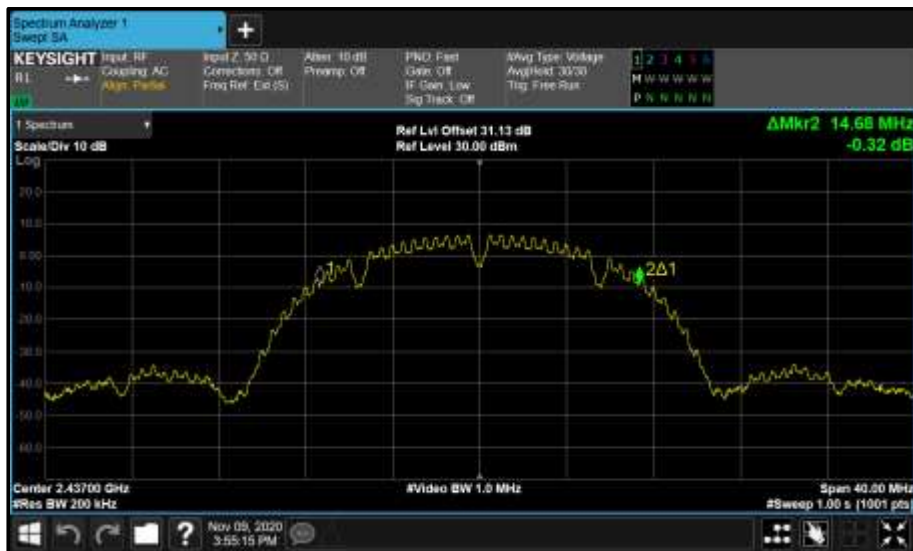 Spectrum Analyzer 1
Swept SA
+
KEYSIGHT
R L
Input: RF
Coupling: AC
Align: Partial
Input Z: 50 Ω
Corrections: Off
Freq Ref: Ext (S)
Atten: 10 dB
Preamp: Off
PNO: Fast
Gate: Off
IF Gain: Low
Sig Track: Off
Avg Type: Voltage
Avg|Hold: 30/30
Trig: Free Run
1 2 3 4 5 6
M W W W W W
P N N N N N
1 Spectrum
Scale/Div 10 dB
Log
Ref Lvl Offset 31.13 dB
Ref Level 30.00 dBm
ΔMkr2 14.68 MHz
-0.32 dB
20.0
10.0
0.00
-10.0
-20.0
-30.0
-40.0
-50.0
-60.0
1
2Δ1
Center 2.43700 GHz
#Res BW 200 kHz
#Video BW 1.0 MHz
Span 40.00 MHz
#Sweep 1.00 s (1001 pts)
?
Nov 09, 2020
3:55:15 PM